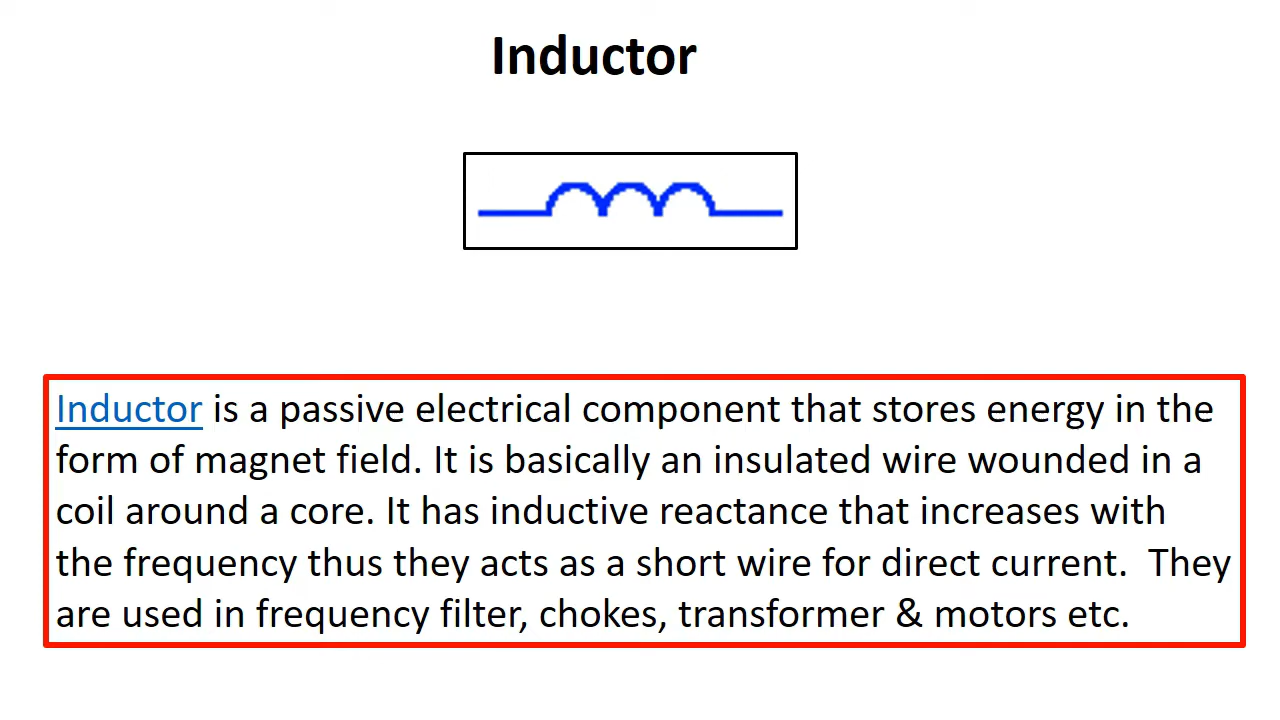 Inductor
Inductor is a passive electrical component that stores energy in the
form of magnet field. It is basically an insulated wire wounded in a
coil around a core. It has inductive reactance that increases with
the frequency thus they acts as a short wire for direct current.  They
are used in frequency filter, chokes, transformer & motors etc.